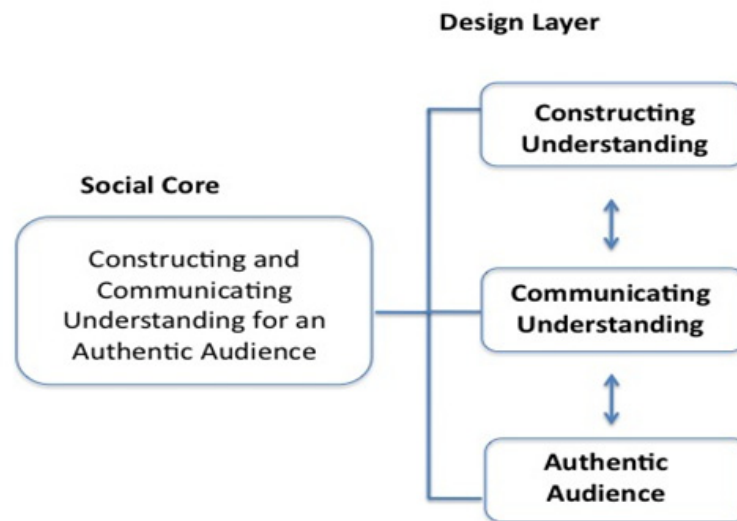 Design Layer
Constructing
Understanding
Social Core
Constructing and
Communicating
Understanding for an
Authentic Audience
Communicating
Understanding
Authentic
Audience